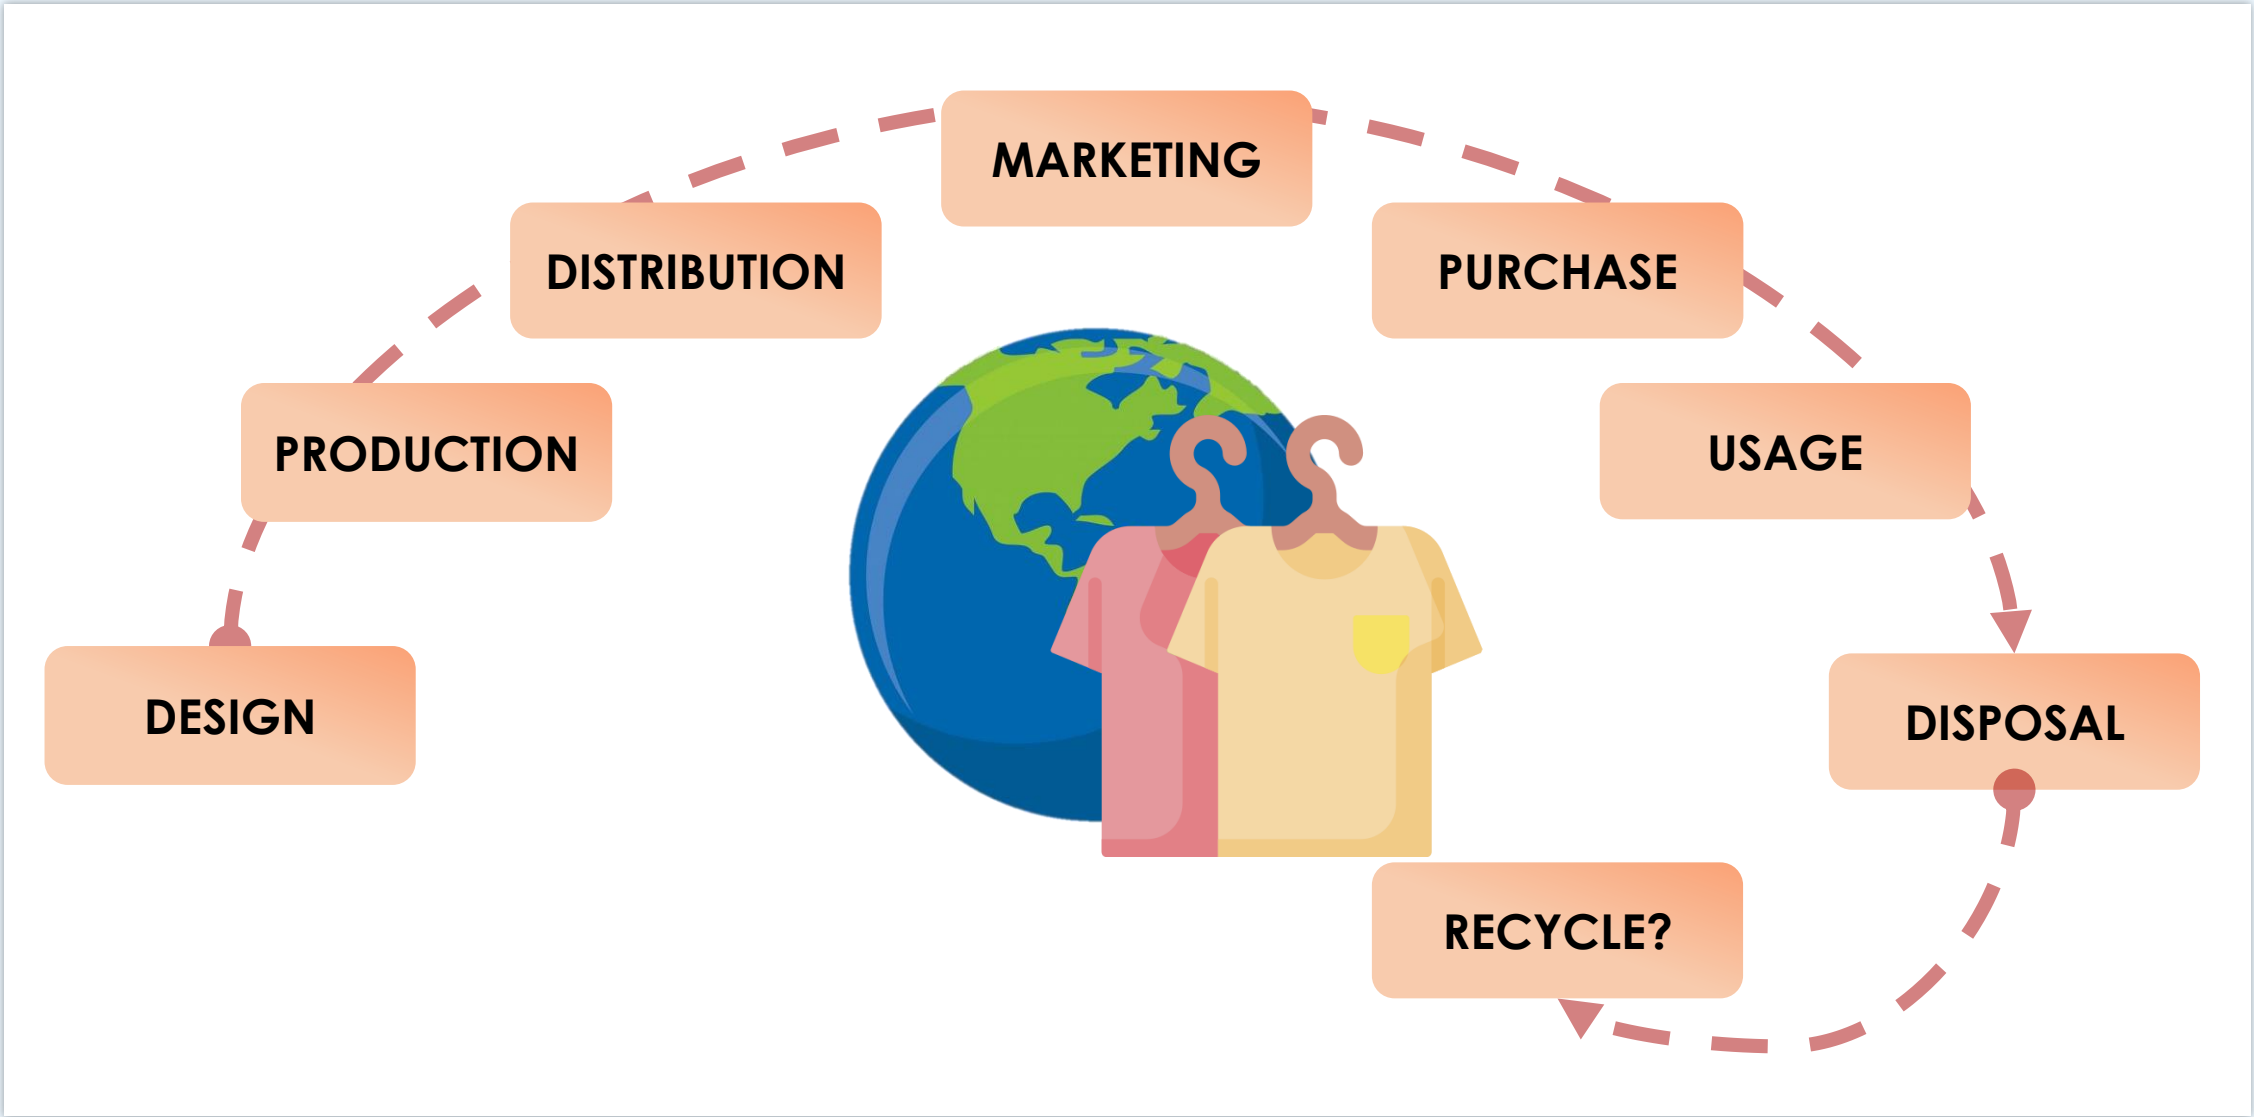 DESIGN
PRODUCTION
DISTRIBUTION
MARKETING
PURCHASE
USAGE
DISPOSAL
RECYCLE?